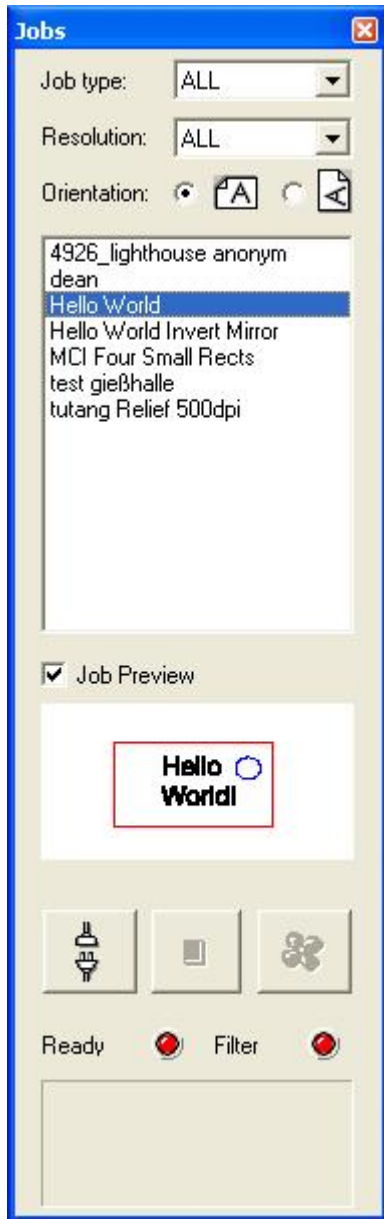 Jobs
Job type: ALL
Resolution: ALL
Orientation: A A
4926_lighthouse anonym
dean
Hello World
Hello World Invert Mirror
MCI Four Small Rects
test gießhalle
tutang Relief 500dpi
Job Preview
Hello
World!
Ready Filter